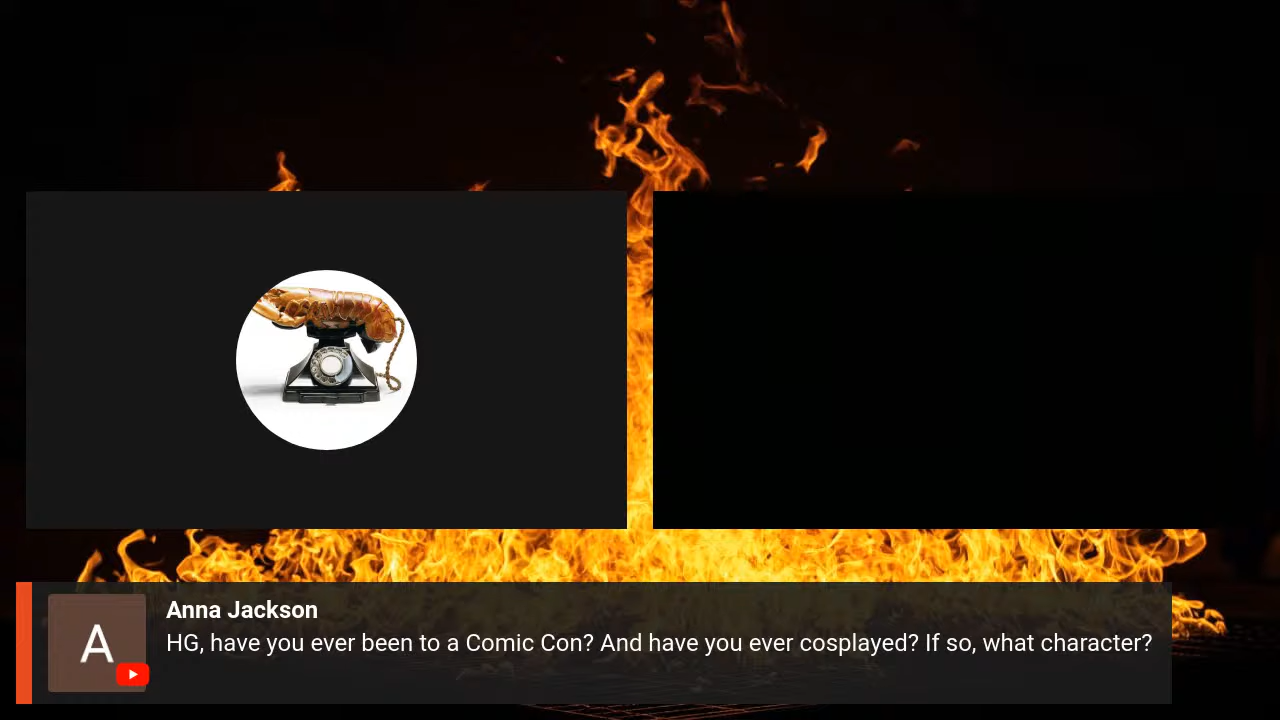 A
Anna Jackson
HG, have you ever been to a Comic Con? And have you ever cosplayed? If so, what character?